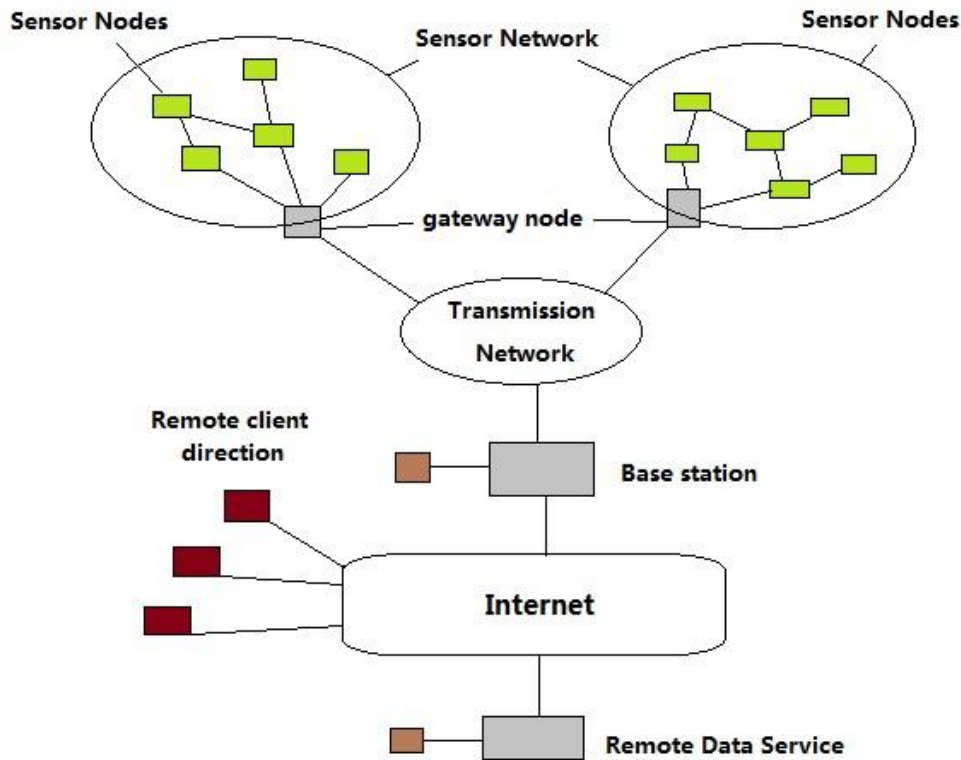 Sensor Nodes
Sensor Network
Sensor Nodes
gateway node
Transmission
Network
Remote client
direction
Base station
Internet
Remote Data Service